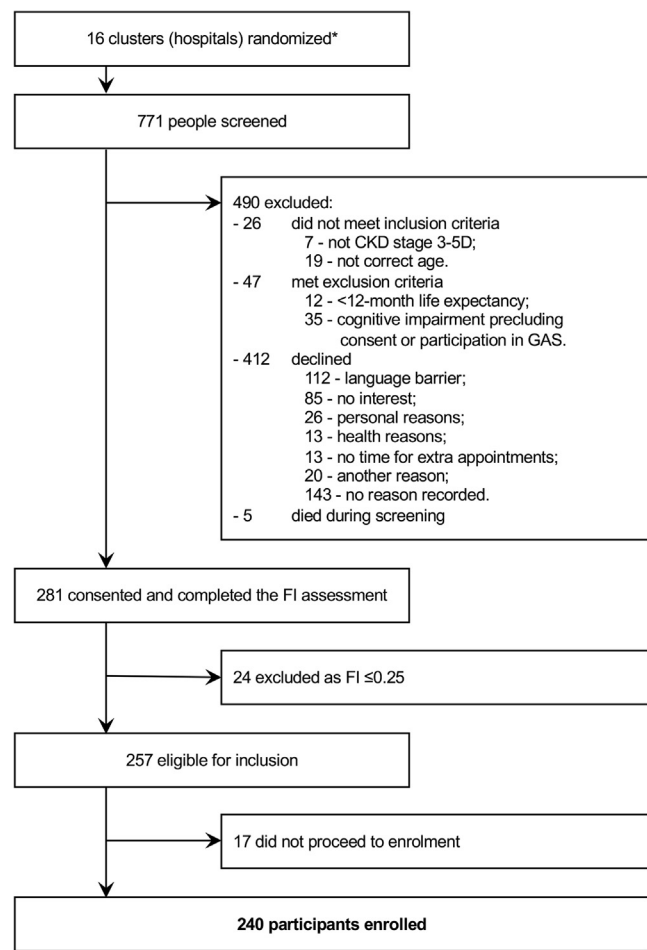 16 clusters (hospitals) randomized*
771 people screened
490 excluded:
- 26 did not meet inclusion criteria
7 - not CKD stage 3-5D;
19 - not correct age.
- 47 met exclusion criteria
12 - <12-month life expectancy;
35 - cognitive impairment precluding
consent or participation in GAS.
- 412 declined
112 - language barrier;
85 - no interest;
26 - personal reasons;
13 - health reasons;
13 - no time for extra appointments;
20 - another reason;
143 - no reason recorded.
- 5 died during screening
281 consented and completed the FI assessment
24 excluded as FI ≤0.25
257 eligible for inclusion
17 did not proceed to enrolment
240 participants enrolled